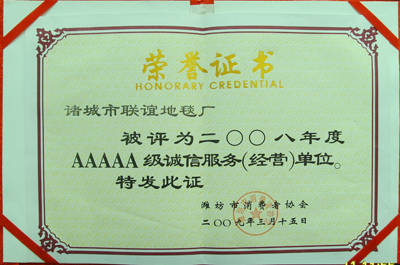 荣誉证书
HONORARY CREDENTIAL
诸城市联谊地毯厂
被评为二〇〇八年度
AAAAA级诚信服务(经营)单位。
特发此证
潍坊市消费者协会
二〇〇九年三月十五日